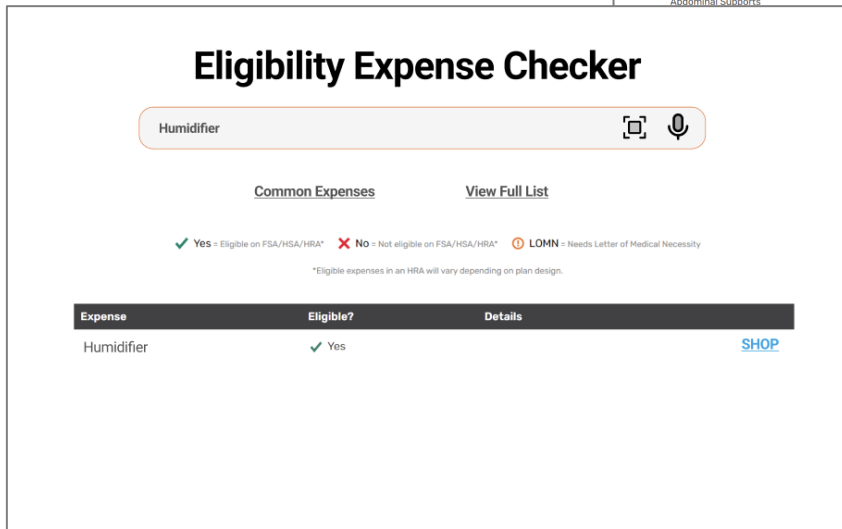 Abdominal Supports
Eligibility Expense Checker
Humidifier
Common Expenses View Full List
Yes = Eligible on FSA/HSA/HRA* No = Not eligible on FSA/HSA/HRA* LOMN = Needs Letter of Medical Necessity
*Eligible expenses in an HRA will vary depending on plan design.
Expense Eligible? Details
Humidifier Yes SHOP